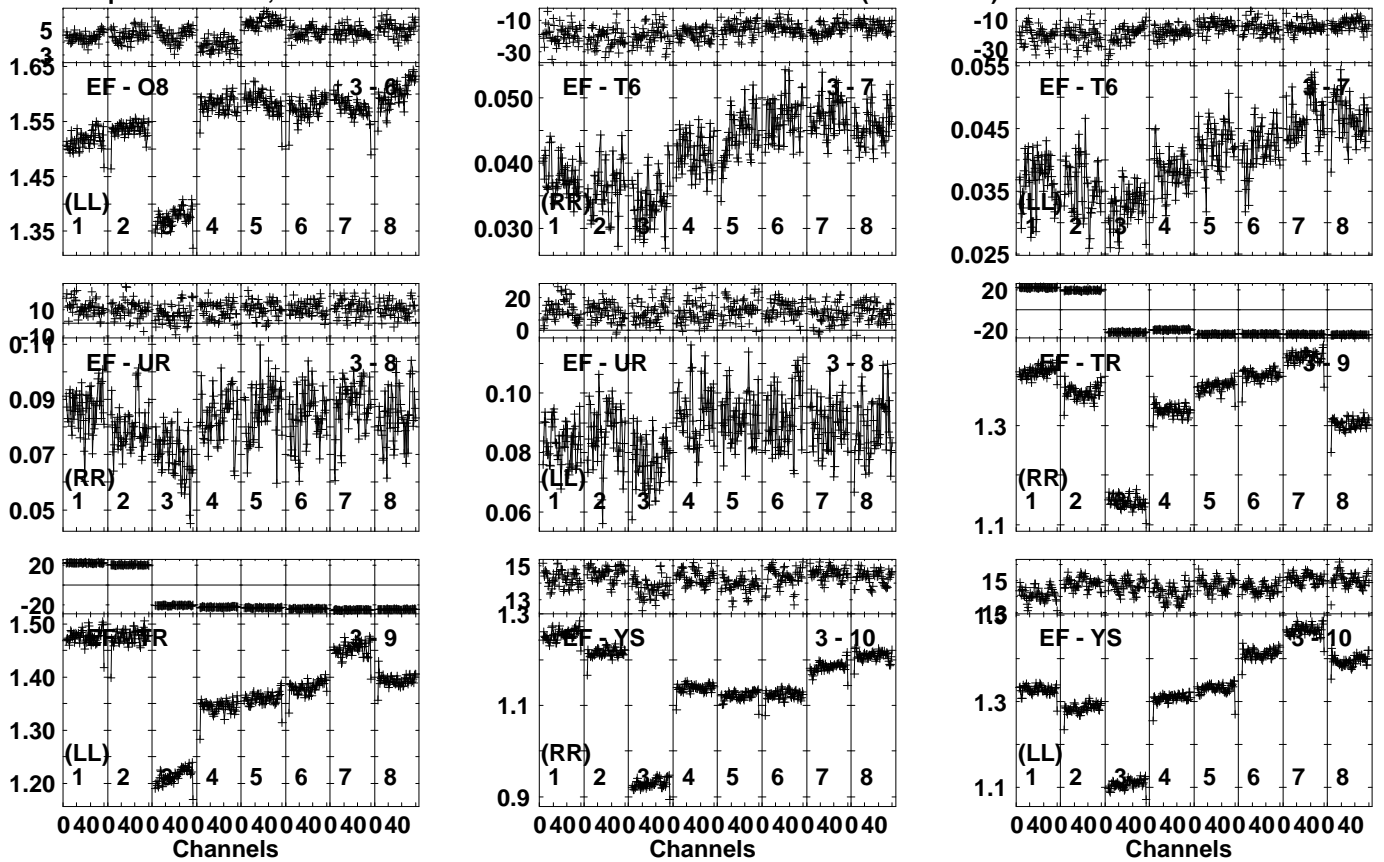 5 -10 -10
3 -30 -30
1.65 EF - O8 3 - 6 EF - T6 3 - 7 0.055 EF - T6 3 - 7
1.55 0.050 0.045
1.45 0.040 0.035
(LL) (RR) (LL)
1.35 1 2 3 4 5 6 7 8 0.030 1 2 3 4 5 6 7 8 0.025 1 2 3 4 5 6 7 8
10 20 20
-10 0 -20
0.11 EF - UR 3 - 8 EF - UR 3 - 8 EF - TR 3 - 9
0.09 0.10 1.3
0.07 0.08
(RR) (LL) (RR)
0.05 1 2 3 4 5 6 7 8 0.06 1 2 3 4 5 6 7 8 1.1 1 2 3 4 5 6 7 8
20 15 15
-20 13 13
1.50 EF - TR 3 - 9 1.3 EF - YS 3 - 10 EF - YS 3 - 10
1.40 1.1 1.3
1.30
(LL) (RR) (LL)
1.20 1 2 3 4 5 6 7 8 0.9 1 2 3 4 5 6 7 8 1.1 1 2 3 4 5 6 7 8
0 40 0 40 0 40 0 40 0 40 0 40 0 40 0 40 0 40 0 40 0 40 0 40 0 40 0 40 0 40 0 40 0 40 0 40 0 40 0 40 0 40 0 40 0 40 0 40
Channels Channels Channels